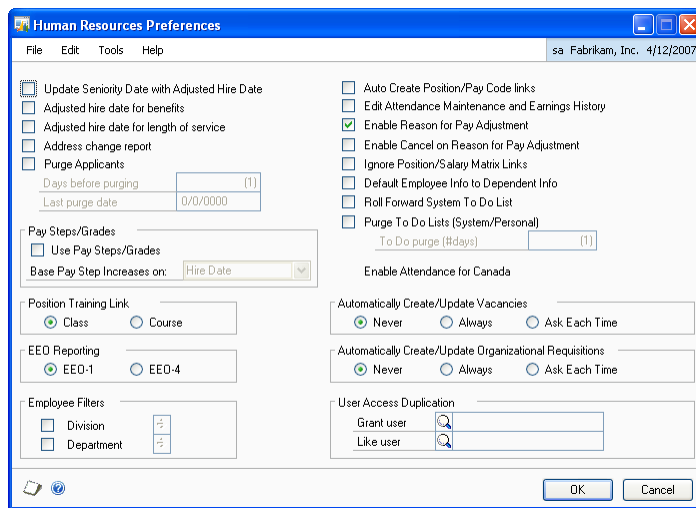 Human Resources Preferences
File Edit Tools Help
sa Fabrikam, Inc. 4/12/2007
Update Seniority Date with Adjusted Hire Date
Adjusted hire date for benefits
Adjusted hire date for length of service
Address change report
Purge Applicants
Days before purging (1)
Last purge date 0/0/0000
Pay Steps/Grades
Use Pay Steps/Grades
Base Pay Step Increases on: Hire Date
Position Training Link
Class Course
EEO Reporting
EEO-1 EEO-4
Employee Filters
Division
Department
Auto Create Position/Pay Code links
Edit Attendance Maintenance and Earnings History
Enable Reason for Pay Adjustment
Enable Cancel on Reason for Pay Adjustment
Ignore Position/Salary Matrix Links
Default Employee Info to Dependent Info
Roll Forward System To Do List
Purge To Do Lists (System/Personal)
To Do purge (#days) (1)
Enable Attendance for Canada
Automatically Create/Update Vacancies
Never Always Ask Each Time
Automatically Create/Update Organizational Requisitions
Never Always Ask Each Time
User Access Duplication
Grant user
Like user
OK Cancel